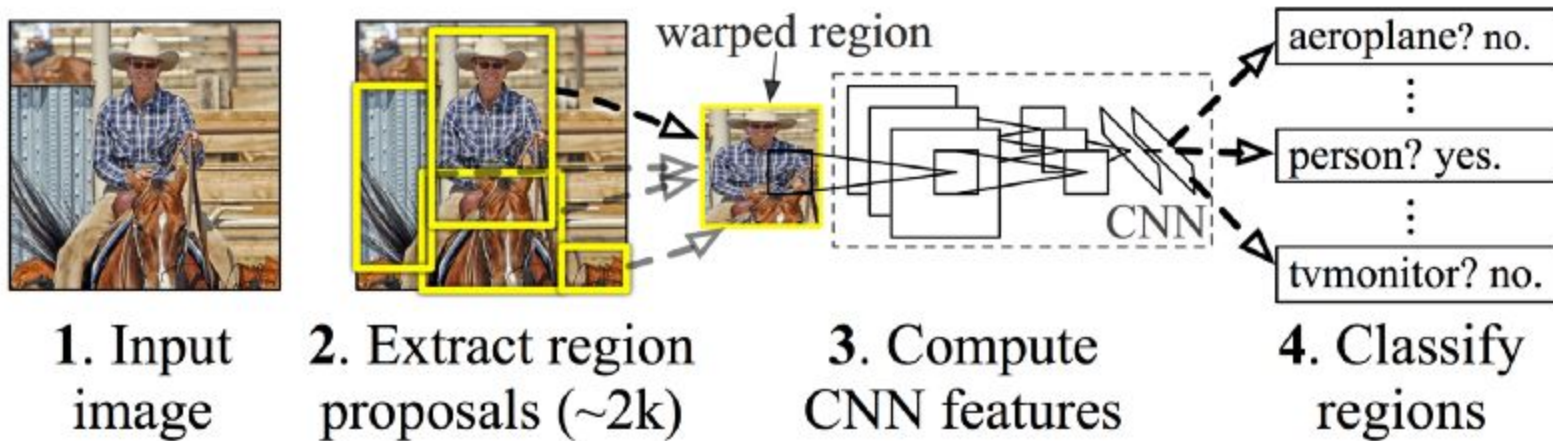 warped region
aeroplane? no.
person? yes.
CNN
tvmonitor? no.
1. Input
image
2. Extract region
proposals (~2k)
3. Compute
CNN features
4. Classify
regions